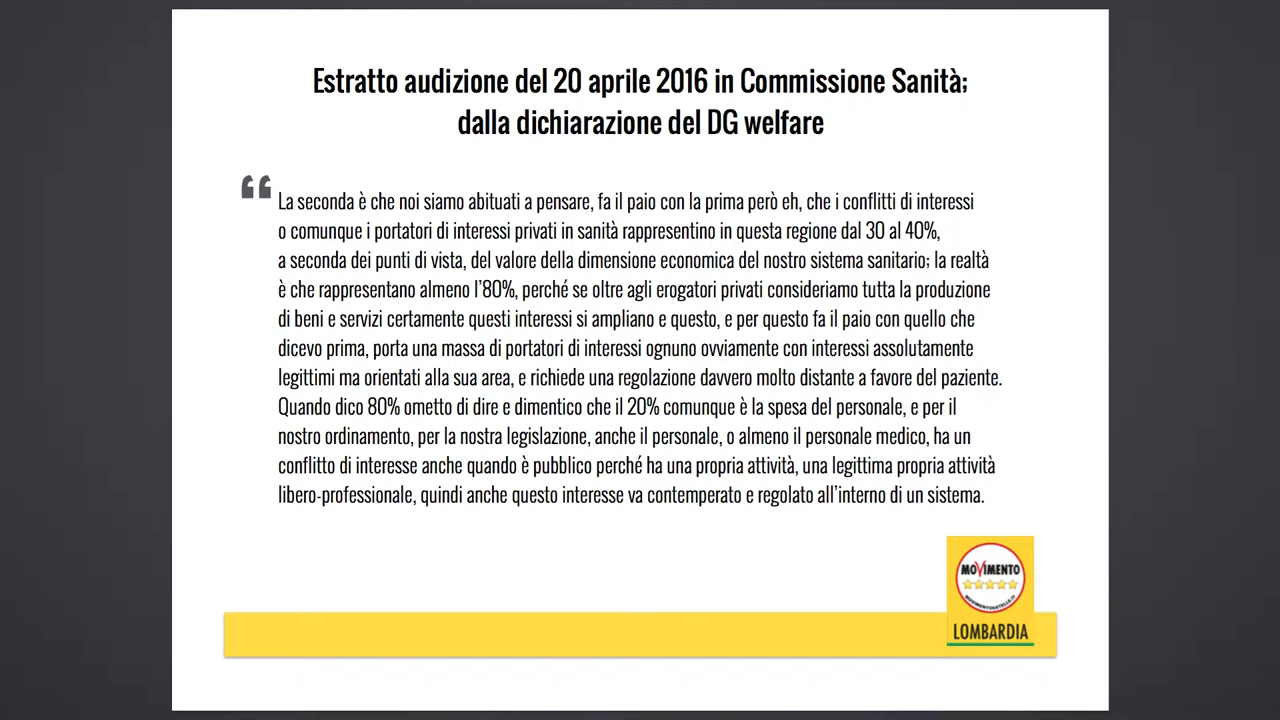 Estratto audizione del 20 aprile 2016 in Commissione Sanità;
dalla dichiarazione del DG welfare
“ La seconda è che noi siamo abituati a pensare, fa il paio con la prima però eh, che i conflitti di interessi
o comunque i portatori di interessi privati in sanità rappresentino in questa regione dal 30 al 40%,
a seconda dei punti di vista, del valore della dimensione economica del nostro sistema sanitario; la realtà
è che rappresentano almeno l’80%, perché se oltre agli erogatori privati consideriamo tutta la produzione
di beni e servizi certamente questi interessi si ampliano e questo, e per questo fa il paio con quello che
dicevo prima, porta una massa di portatori di interessi ognuno ovviamente con interessi assolutamente
legittimi ma orientati alla sua area, e richiede una regolazione davvero molto distante a favore del paziente.
Quando dico 80% ometto di dire e dimentico che il 20% comunque è la spesa del personale, e per il
nostro ordinamento, per la nostra legislazione, anche il personale, o almeno il personale medico, ha un
conflitto di interesse anche quando è pubblico perché ha una propria attività, una legittima propria attività
libero-professionale, quindi anche questo interesse va contemperato e regolato all’interno di un sistema.
MOVIMENTO
MOVIMENTO5STELLE.IT
LOMBARDIA